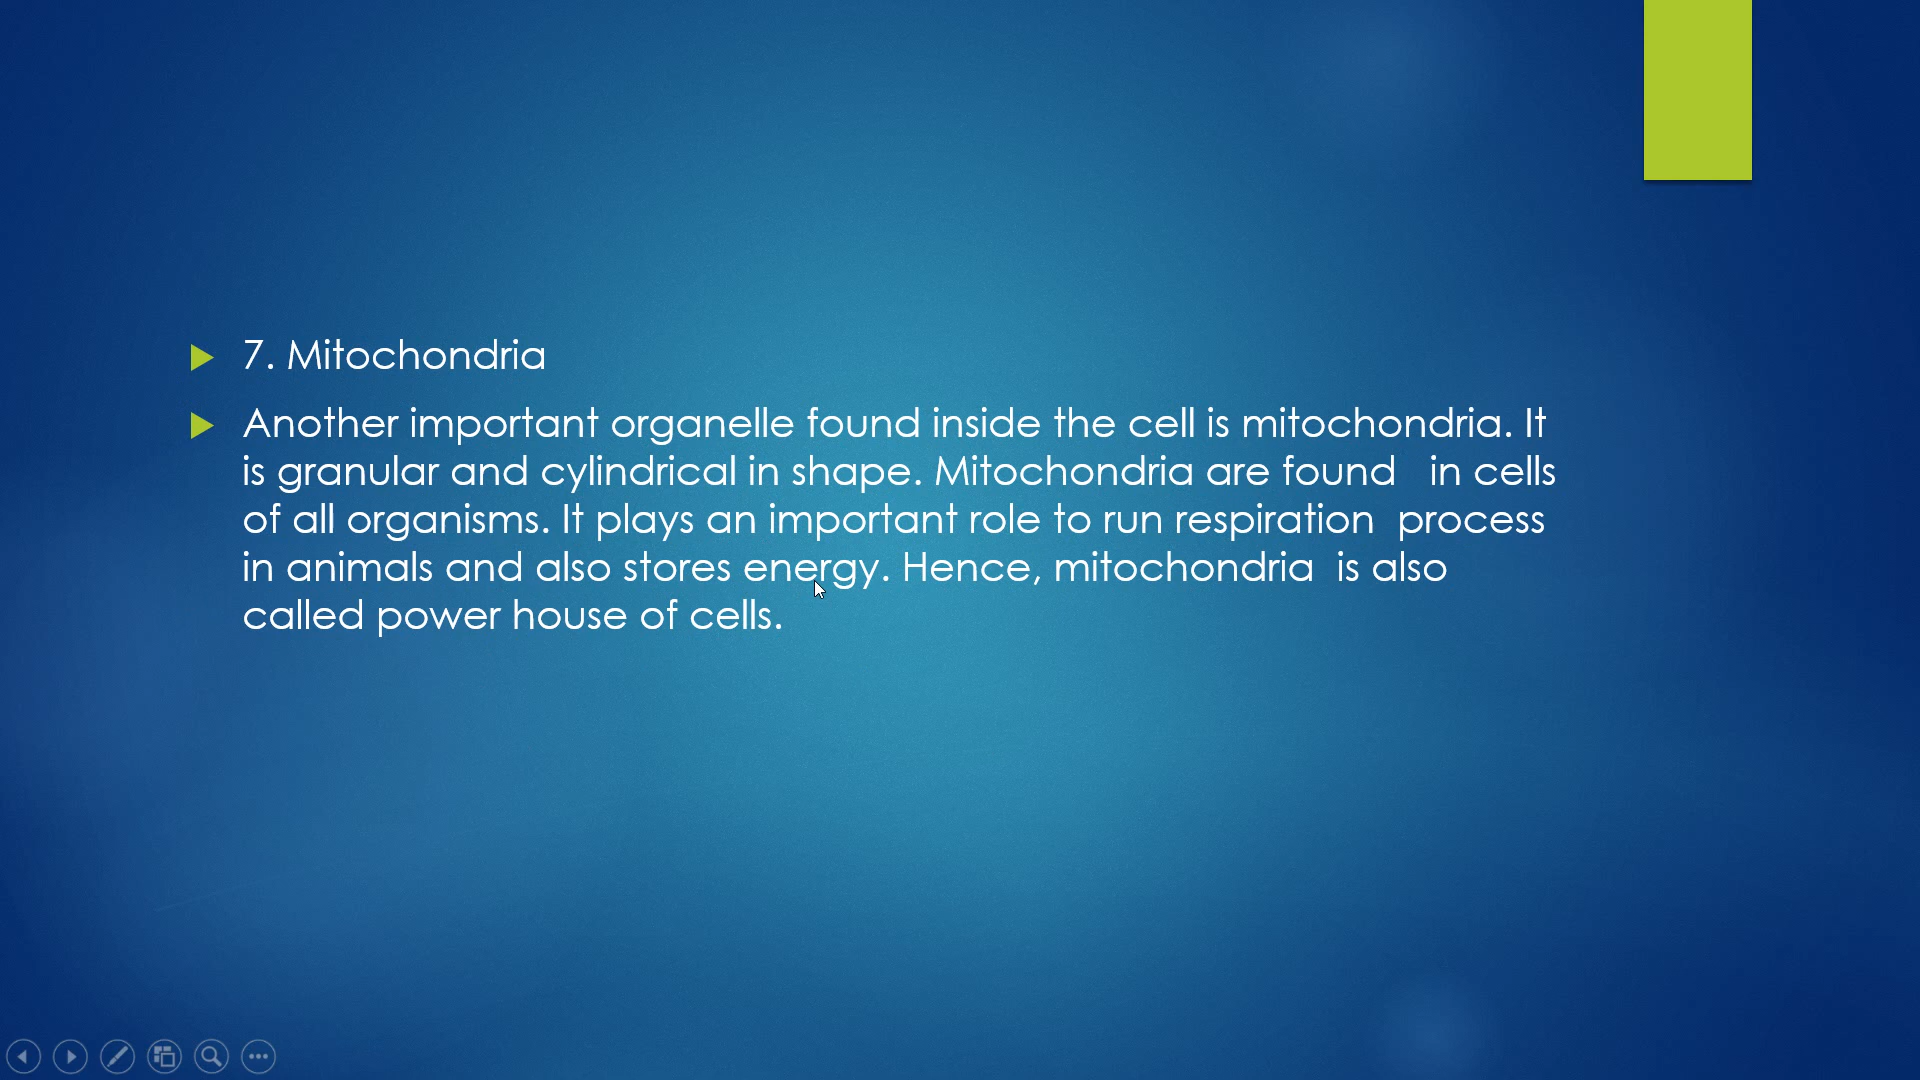 7. Mitochondria
Another important organelle found inside the cell is mitochondria. It
is granular and cylindrical in shape. Mitochondria are found   in cells
of all organisms. It plays an important role to run respiration  process
in animals and also stores energy. Hence, mitochondria  is also
called power house of cells.